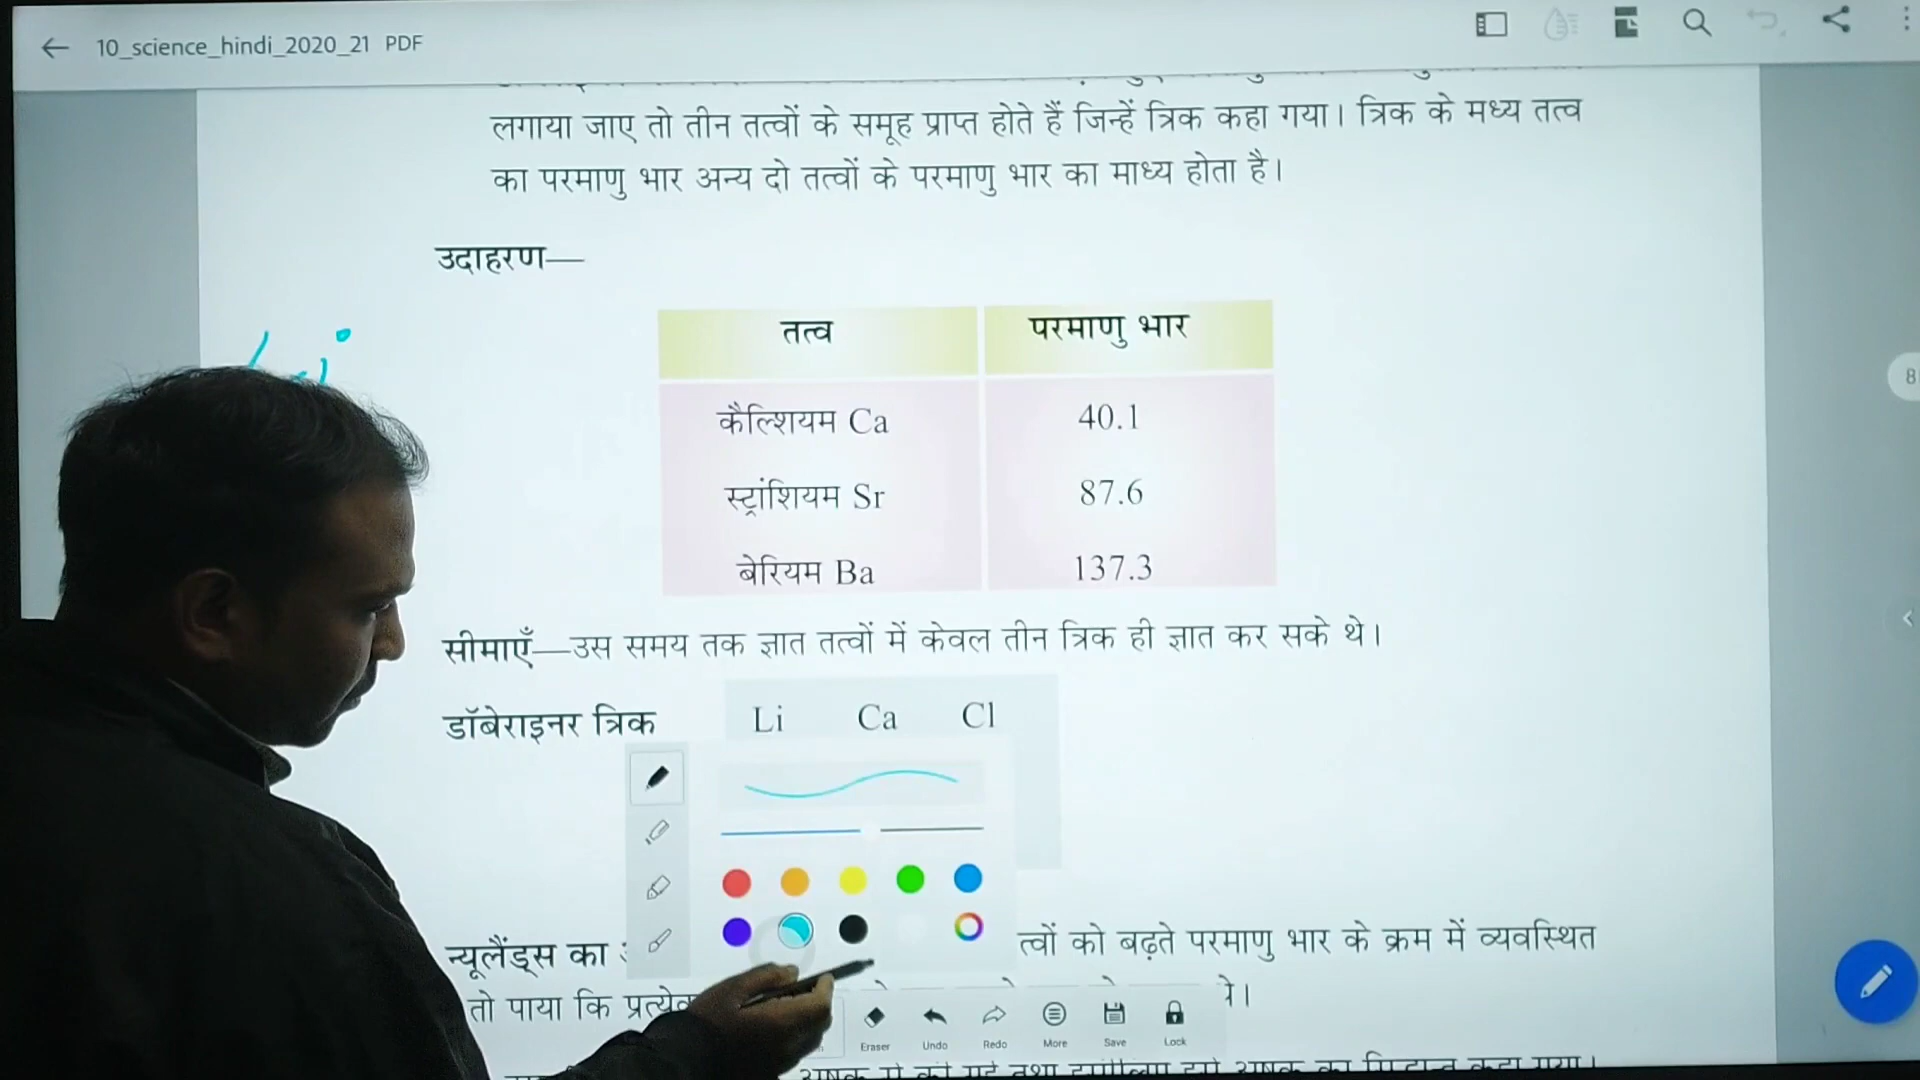 10_science_hindi_2020_21 PDF
लगाया जाए तो तीन तत्वों के समूह प्राप्त होते हैं जिन्हें त्रिक कहा गया। त्रिक के मध्य तत्व
का परमाणु भार अन्य दो तत्वों के परमाणु भार का माध्य होता है।
उदाहरण—
तत्व परमाणु भार
कैल्शियम Ca 40.1
स्ट्रांशियम Sr 87.6
बेरियम Ba 137.3
8
सीमाएँ—उस समय तक ज्ञात तत्वों में केवल तीन त्रिक ही ज्ञात कर सके थे।
डॉबेराइनर त्रिक Li Ca Cl
न्यूलैंड्स का त्वों को बढ़ते परमाणु भार के क्रम में व्यवस्थित
तो पाया कि प्रत्येक
Eraser Undo Redo More Save Lock